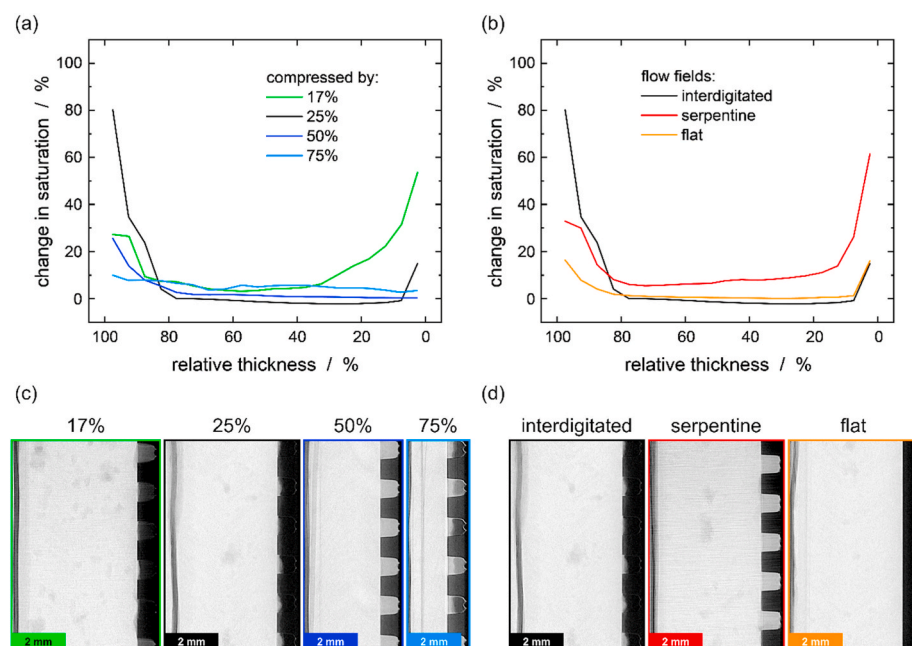 (a)
100
80
60
40
20
0
change in saturation / %
compressed by:
17%
25%
50%
75%
100 80 60 40 20 0
relative thickness / %
(b)
100
80
60
40
20
0
change in saturation / %
flow fields:
interdigitated
serpentine
flat
100 80 60 40 20 0
relative thickness / %
(c)
17% 25% 50% 75%
2 mm 2 mm 2 mm 2 mm
(d)
interdigitated serpentine flat
2 mm 2 mm 2 mm